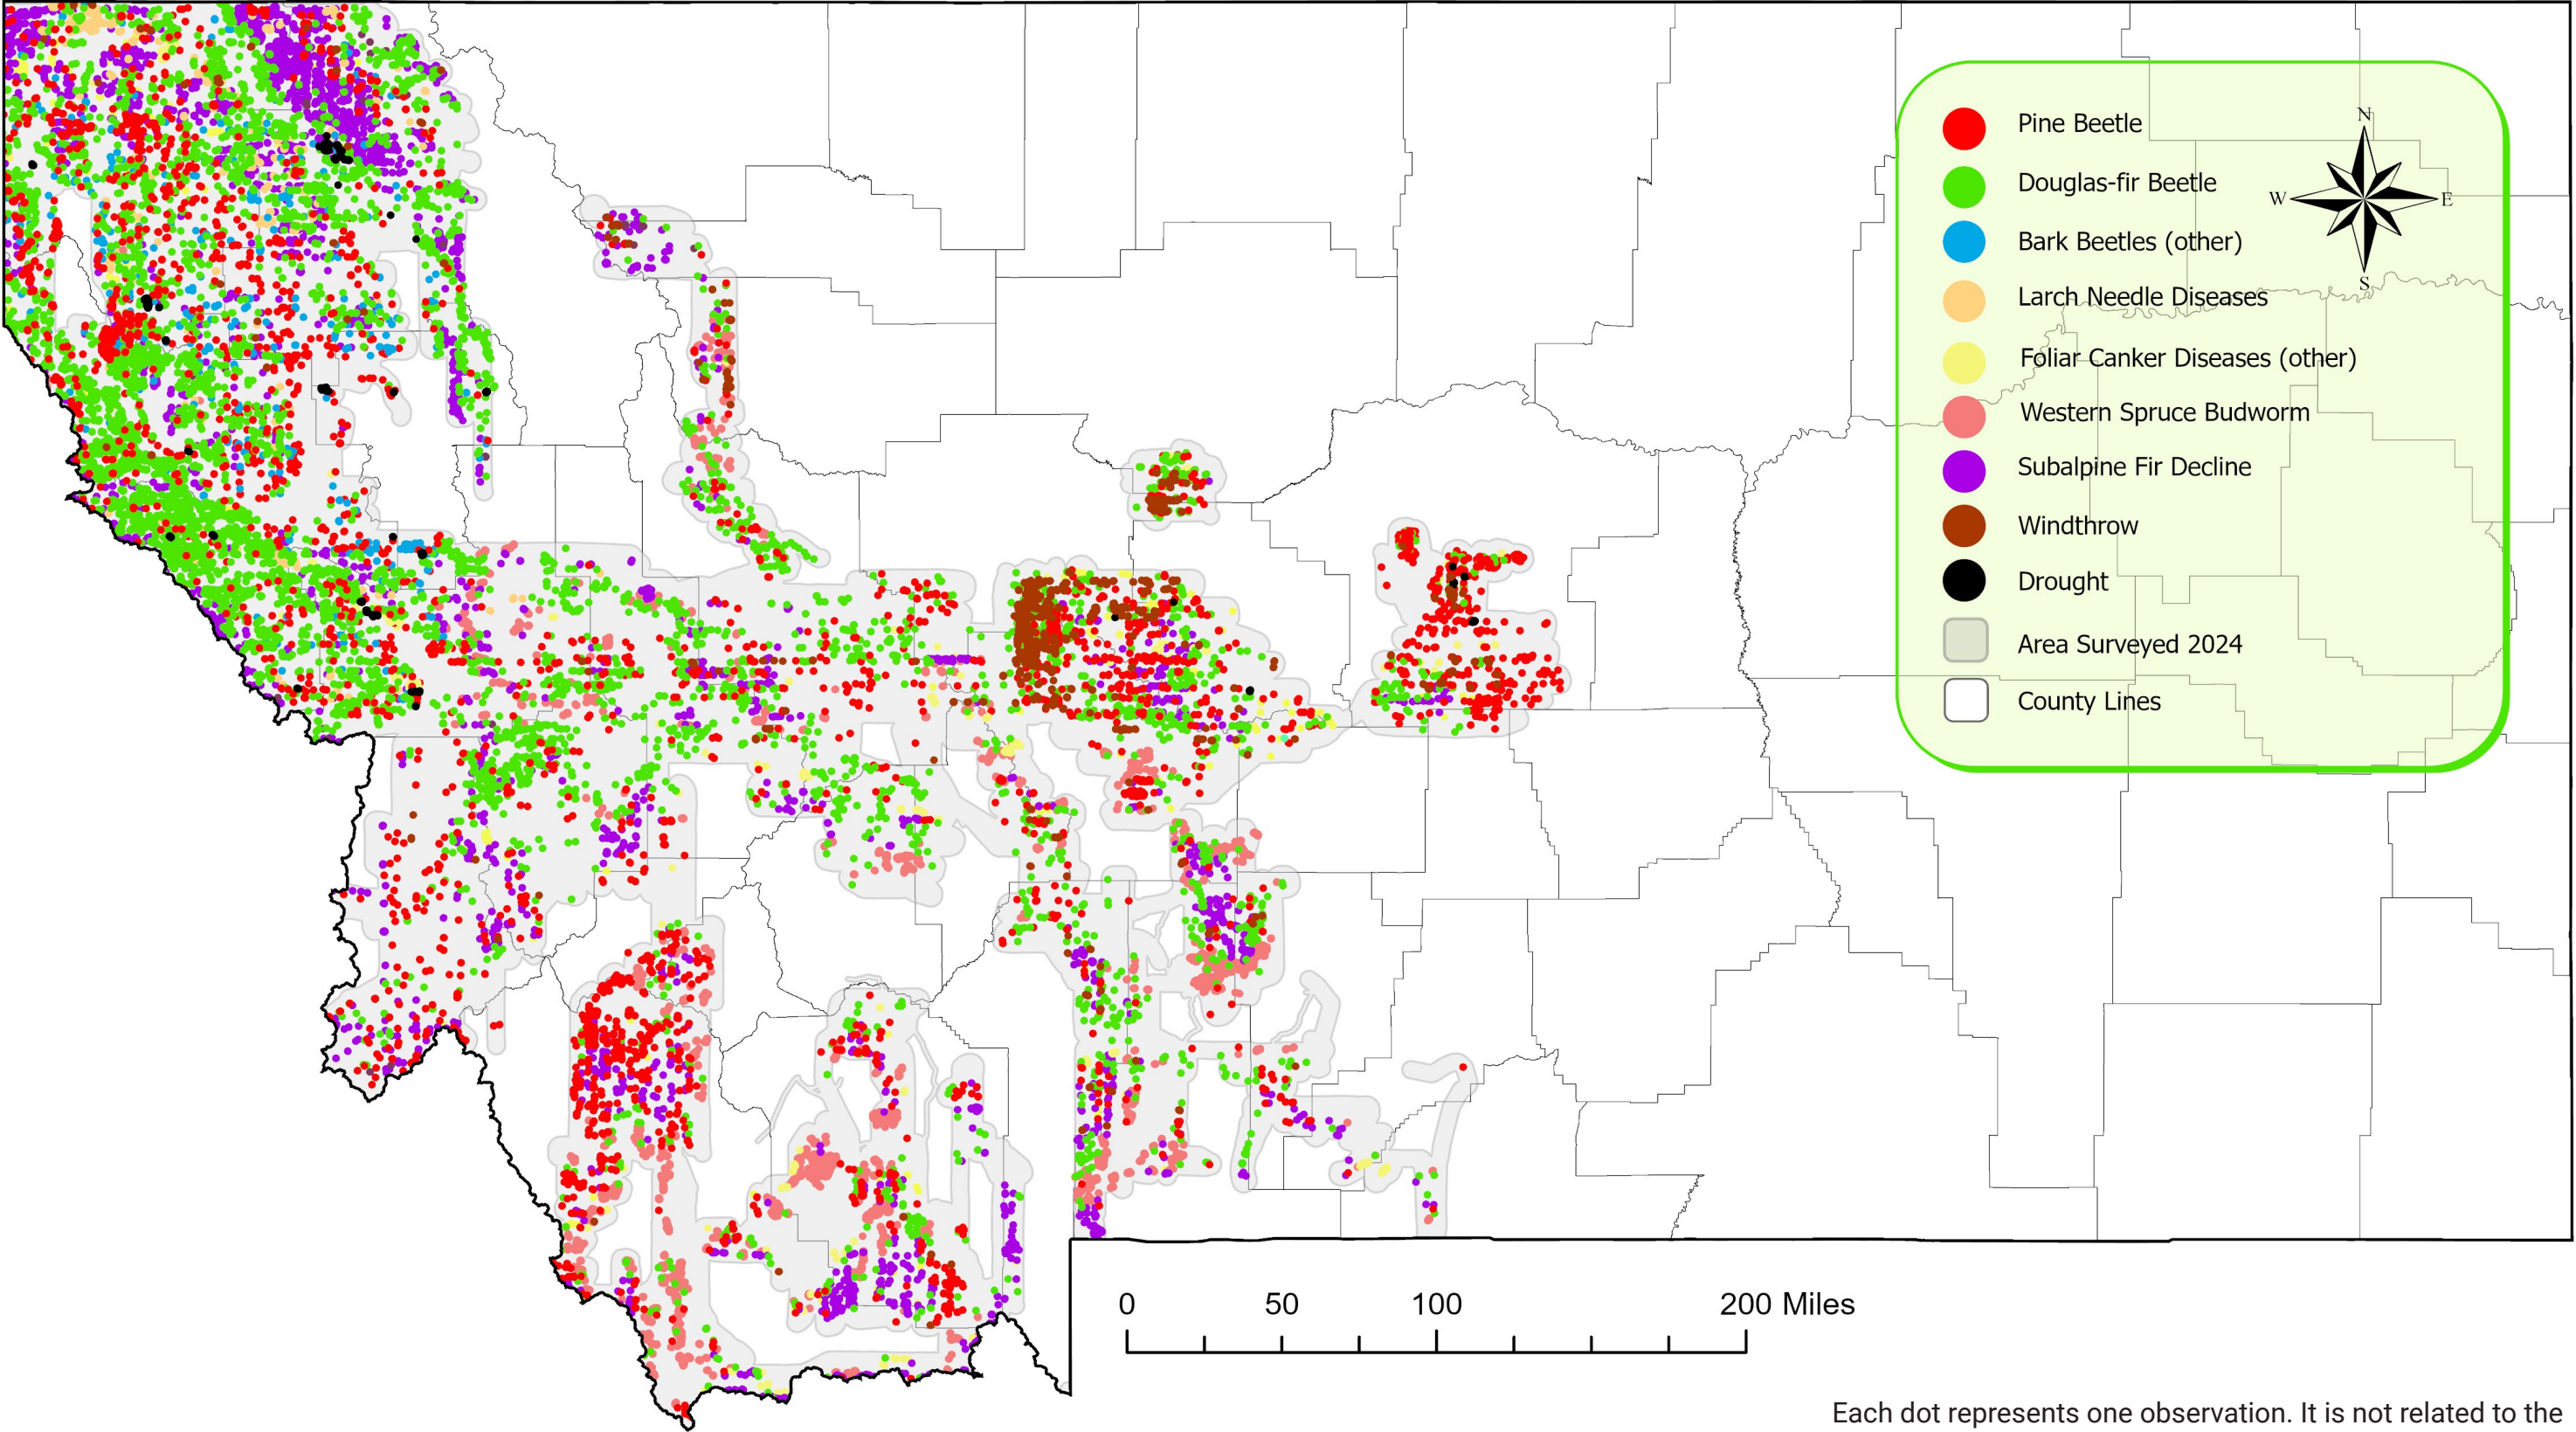 Pine Beetle
Douglas-fir Beetle
Bark Beetles (other)
Larch Needle Diseases
Foliar Canker Diseases (other)
Western Spruce Budworm
Subalpine Fir Decline
Windthrow
Drought
Area Surveyed 2024
County Lines
N
W E
S
0 50 100 200 Miles
Each dot represents one observation. It is not related to the